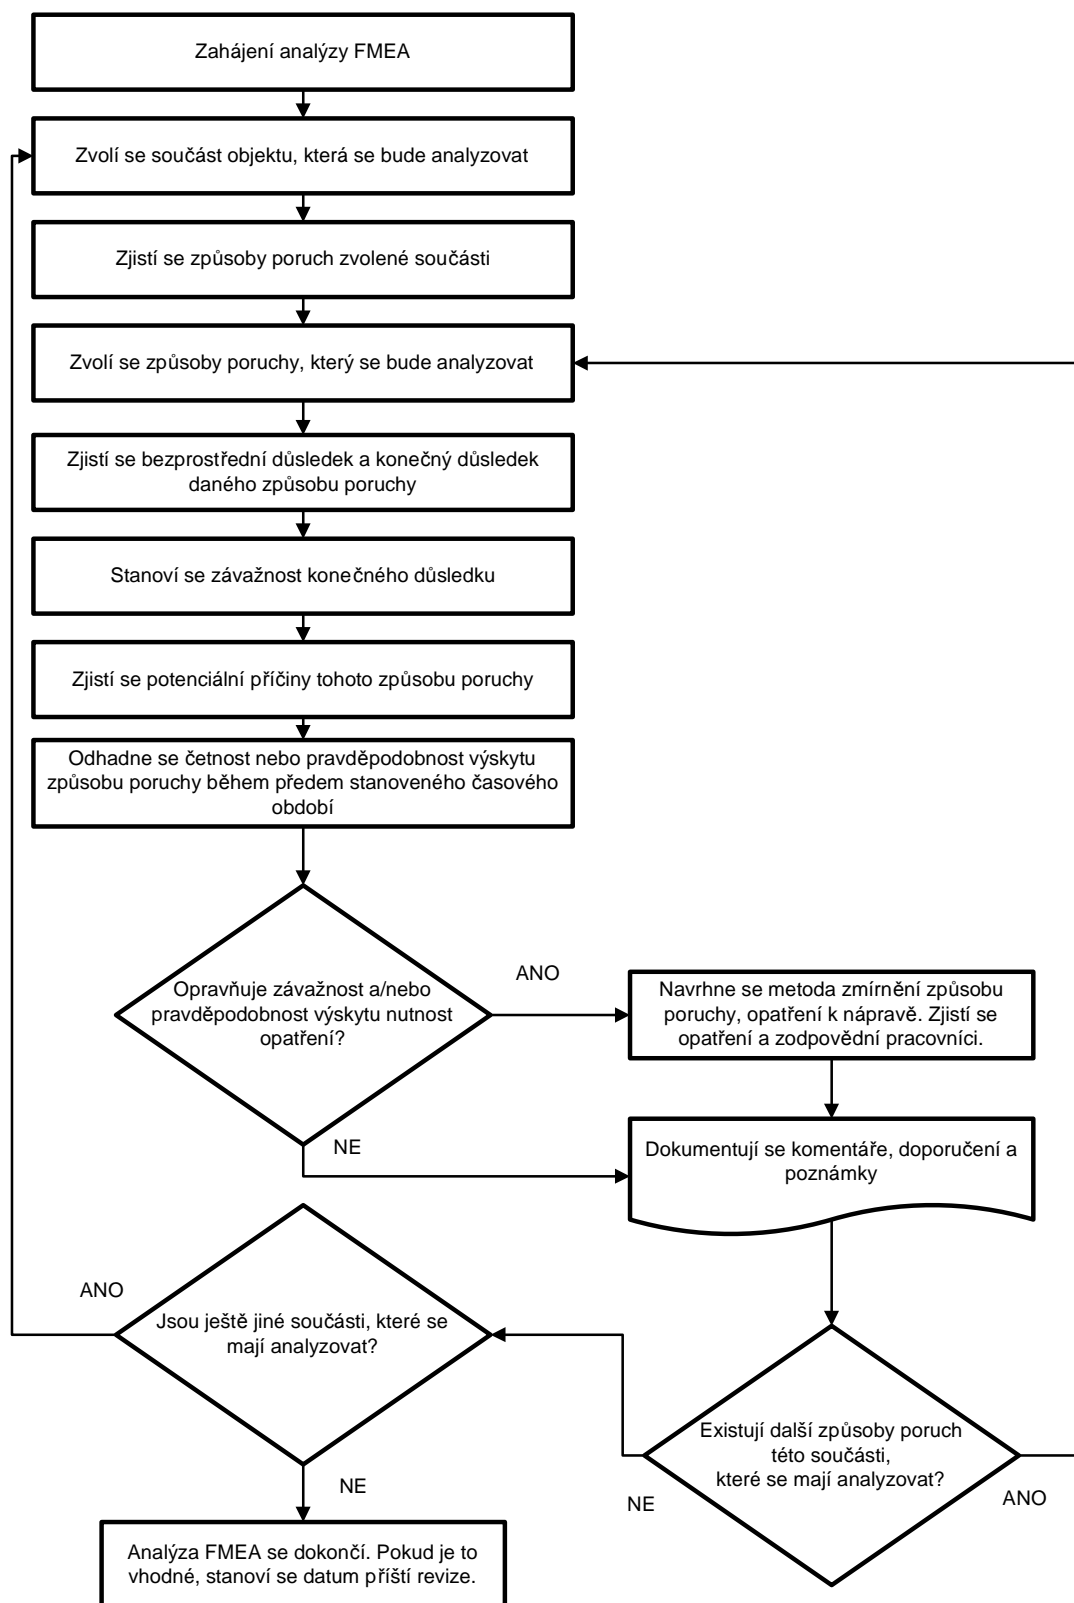 Zahájení analýzy FMEA
Zvolí se součást objektu, která se bude analyzovat
Zjistí se způsoby poruch zvolené součásti
Zvolí se způsoby poruchy, který se bude analyzovat
Zjistí se bezprostřední důsledek a konečný důsledek
daného způsobu poruchy
Stanoví se závažnost konečného důsledku
Zjistí se potenciální příčiny tohoto způsobu poruchy
Odhadne se četnost nebo pravděpodobnost výskytu
způsobu poruchy během předem stanoveného časového
období
Opravňuje závažnost a/nebo
pravděpodobnost výskytu nutnost
opatření?
ANO
Navrhne se metoda zmírnění způsobu
poruchy, opatření k nápravě. Zjistí se
opatření a zodpovědní pracovníci.
NE
Dokumentují se komentáře, doporučení a
poznámky
ANO
Jsou ještě jiné součásti, které se
mají analyzovat?
Existují další způsoby poruch
této součásti,
které se mají analyzovat?
NE
NE
ANO
Analýza FMEA se dokončí. Pokud je to
vhodné, stanoví se datum příští revize.